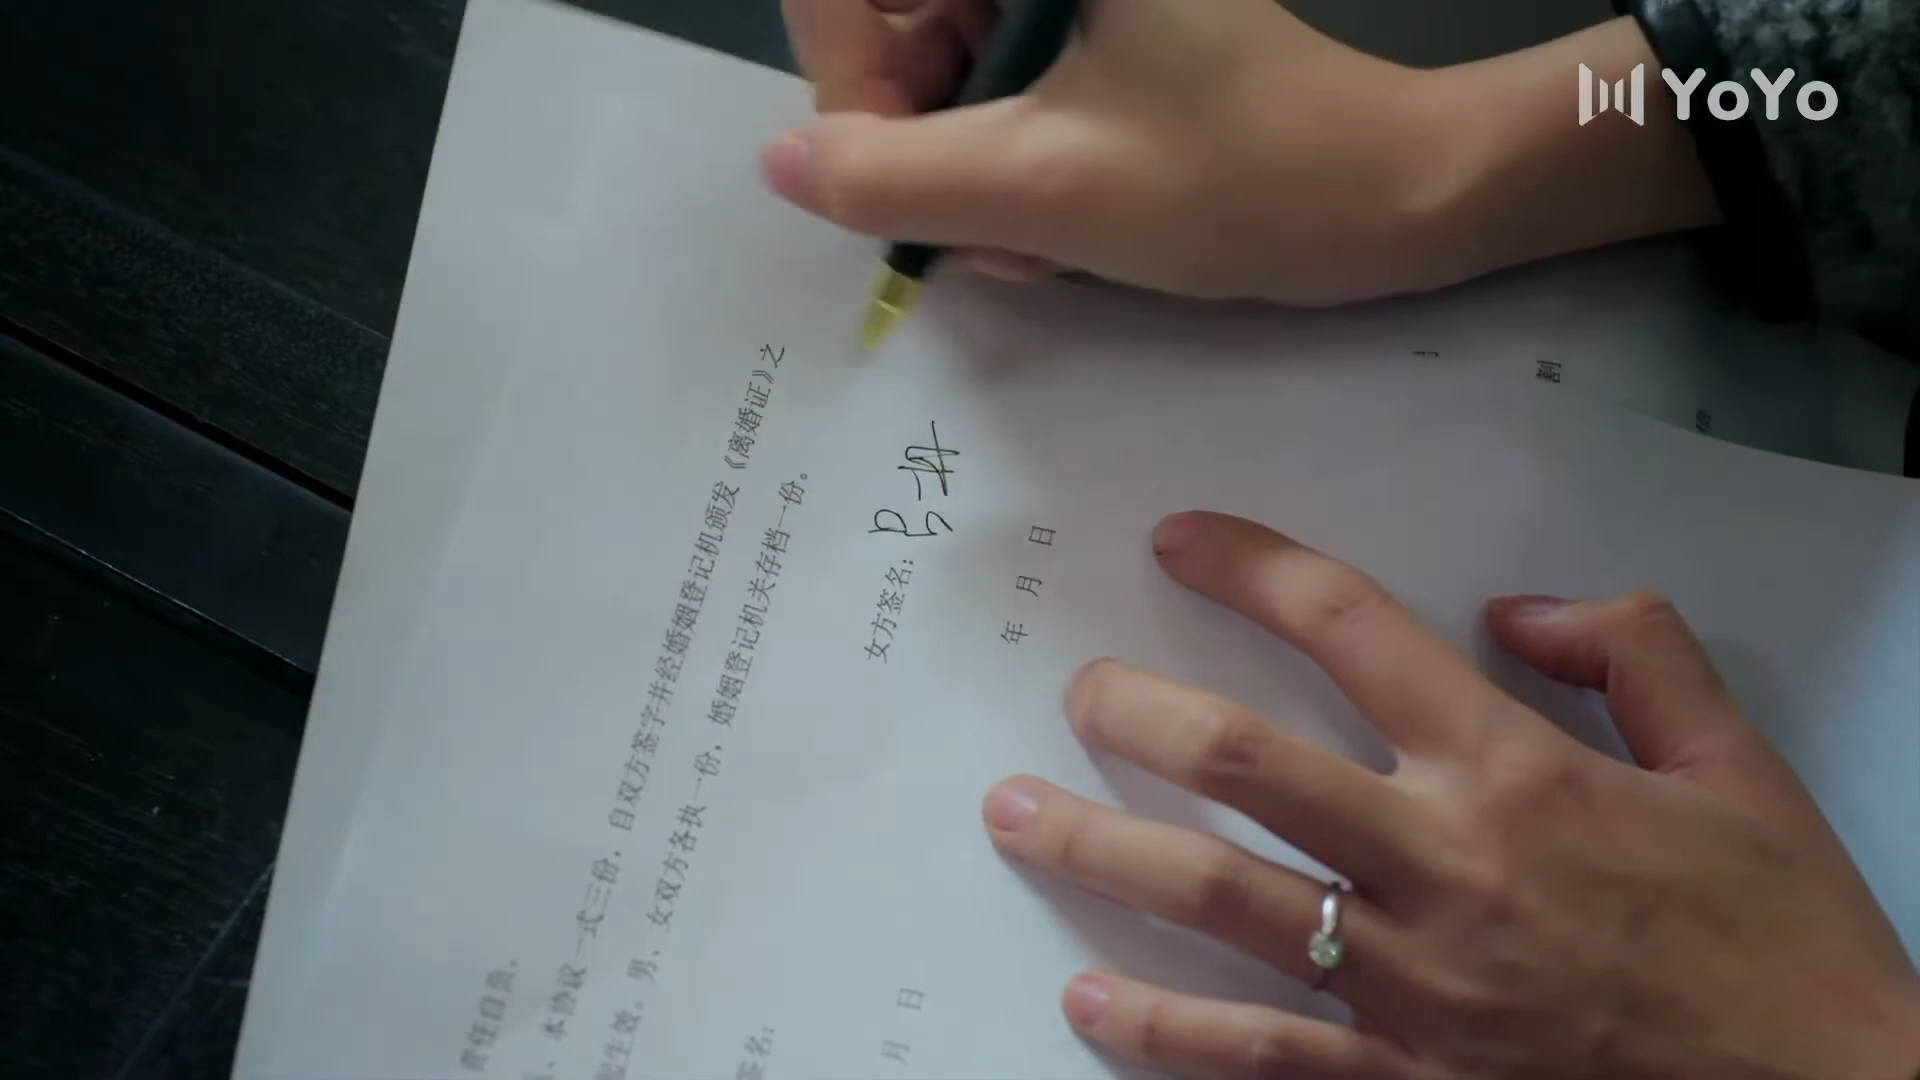 YoYo
责任自负。
、本协议一式三份，自双方签字并经婚姻登记机颁发《离婚证》之
起生效。男、女双方各执一份，婚姻登记机关存档一份。
签名：
女方签名：
月 日
年 月 日
割